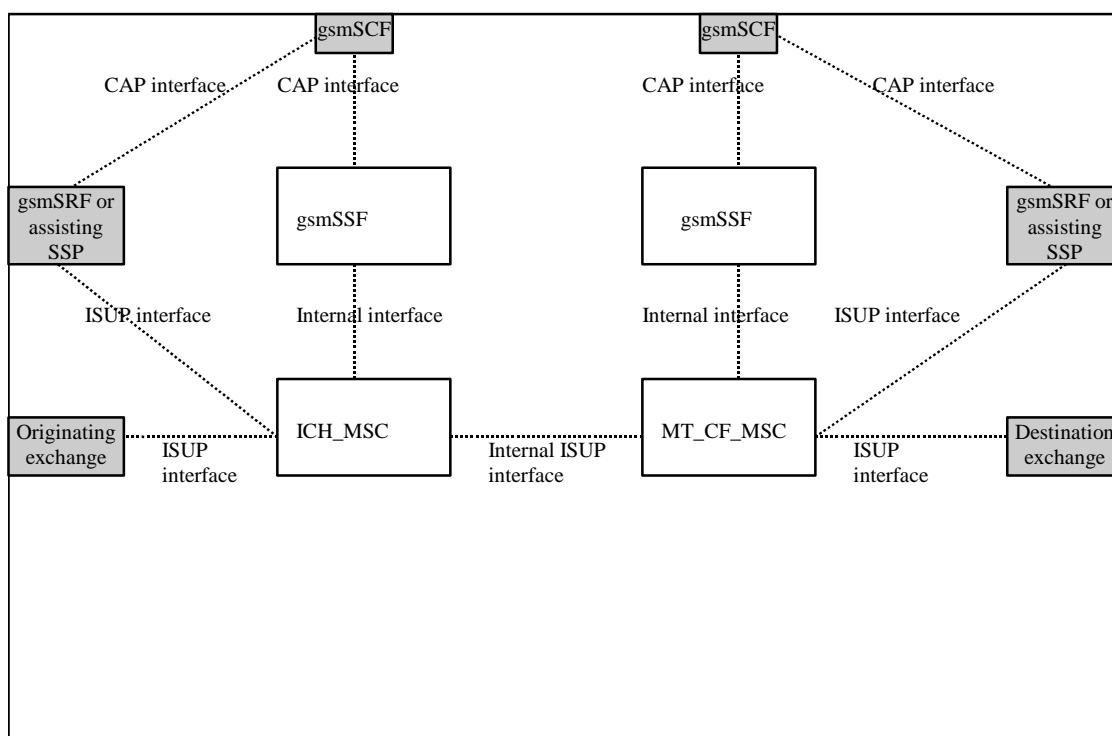 gsmSCF
gsmSCF
CAP interface
CAP interface
CAP interface
CAP interface
gsmSRF or
assisting
SSP
gsmSSF
gsmSSF
gsmSRF or
assisting
SSP
ISUP interface
Internal interface
Internal interface
ISUP interface
Originating
exchange
ISUP
interface
ICH_MSC
Internal ISUP
interface
MT_CF_MSC
ISUP
interface
Destination
exchange